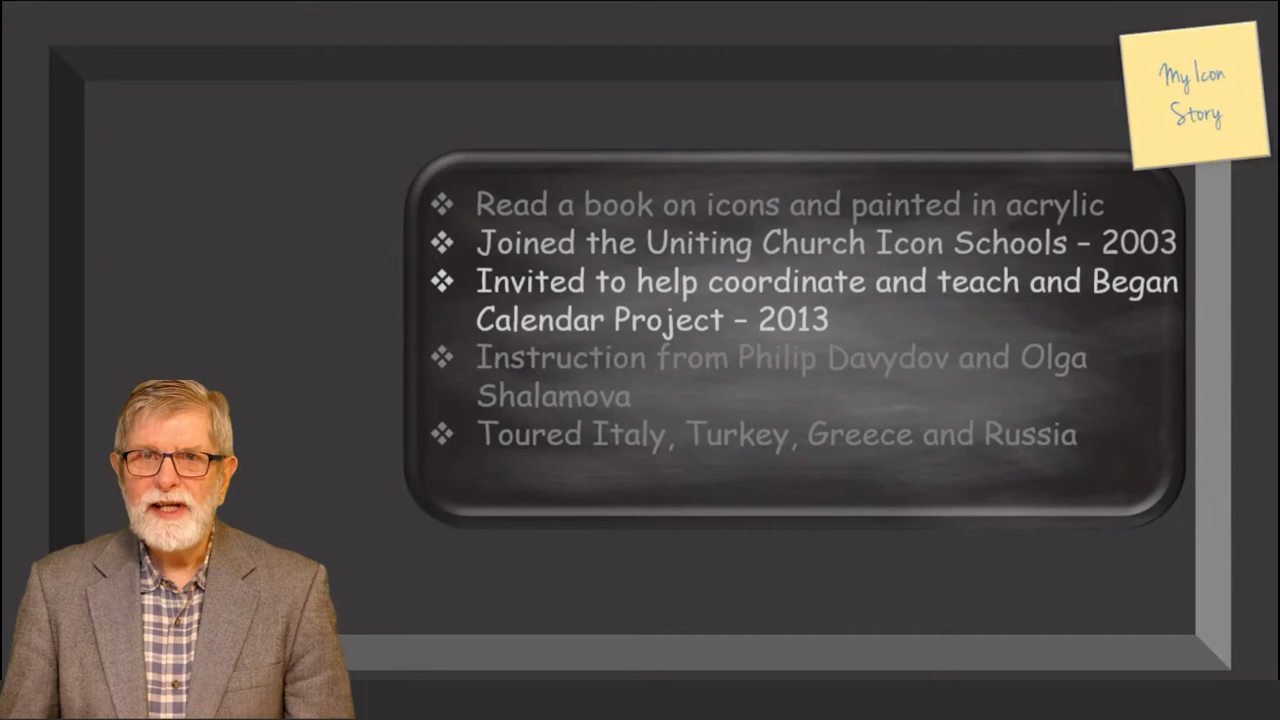 My Icon
Story
❖ Read a book on icons and painted in acrylic
❖ Joined the Uniting Church Icon Schools – 2003
❖ Invited to help coordinate and teach and Began
Calendar Project – 2013
❖ Instruction from Philip Davydov and Olga
Shalamova
❖ Toured Italy, Turkey, Greece and Russia